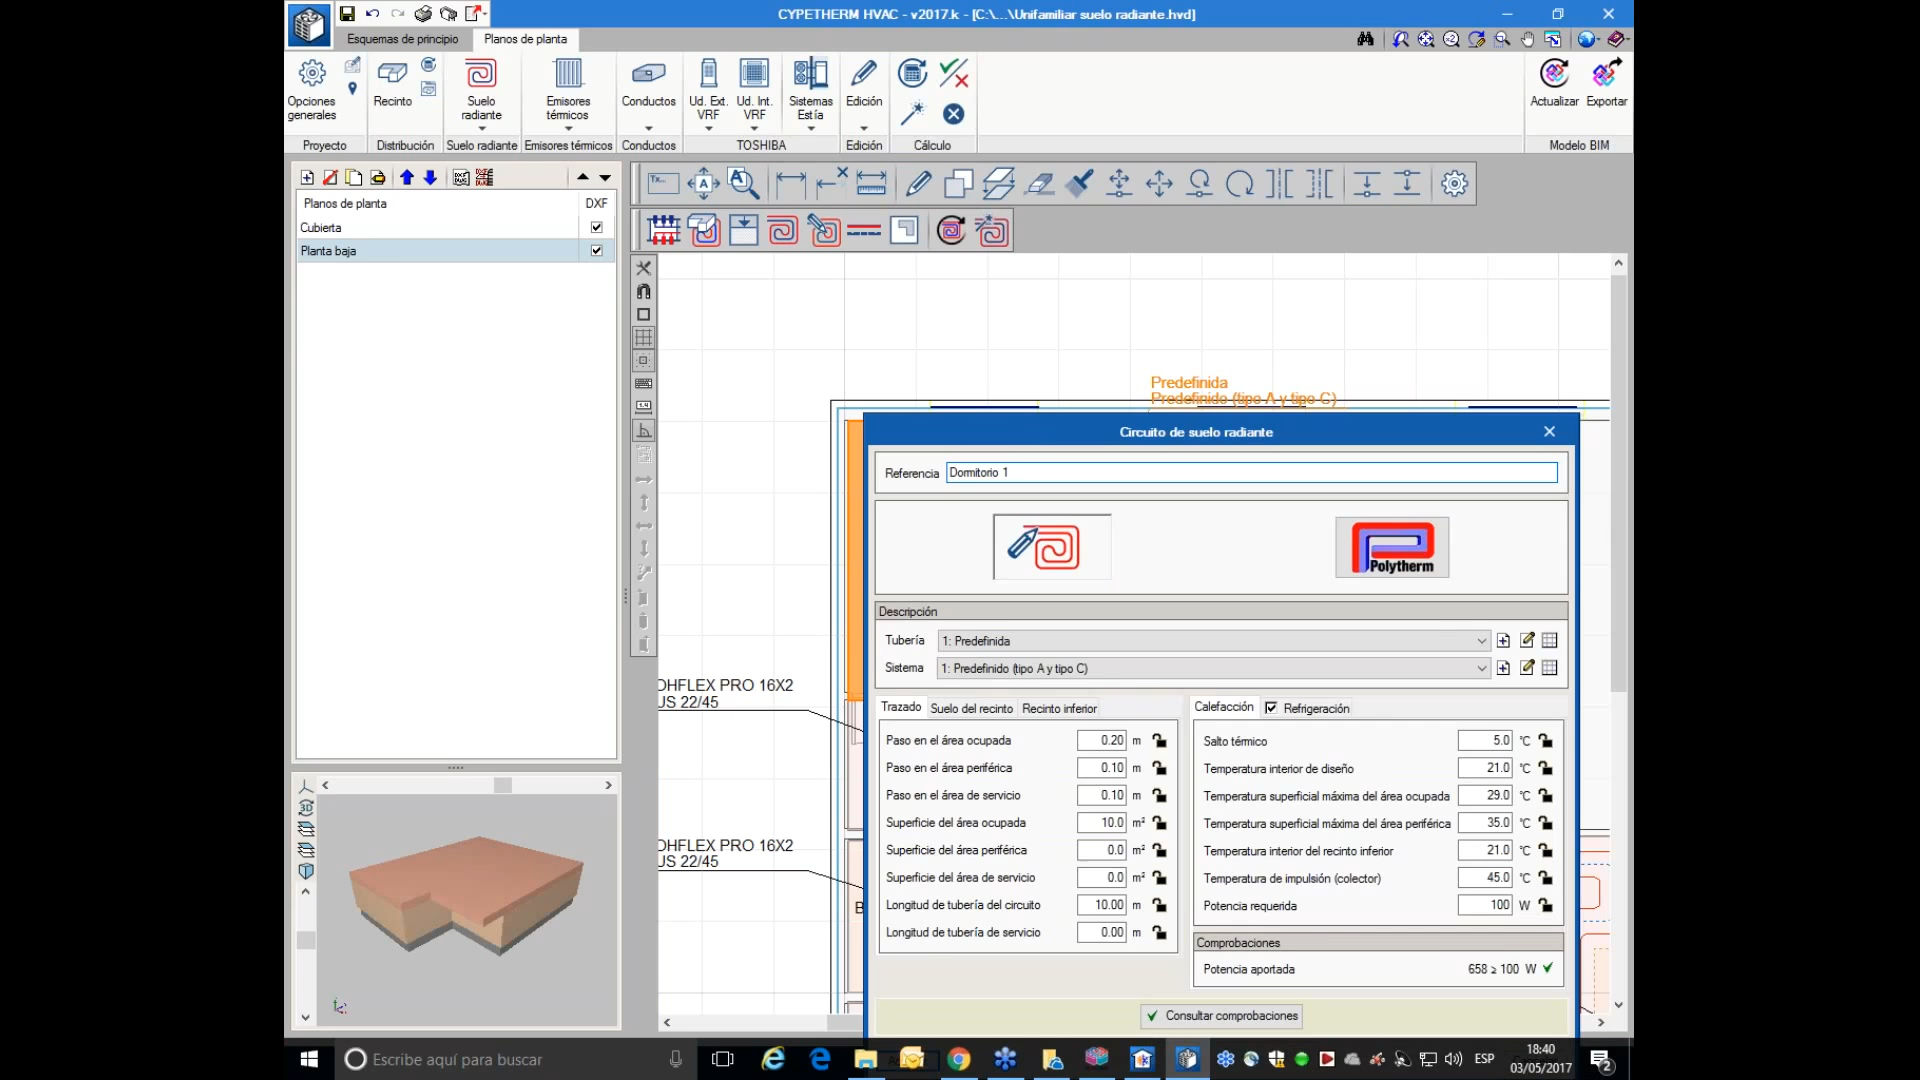 CYPETHERM HVAC - v2017.k - [C:\...\Unifamiliar suelo radiante.hvd]
Esquemas de principio
Planos de planta
Opciones generales
Recinto
Suelo radiante
Emisores térmicos
Conductos
Ud. Ext. VRF
Ud. Int. VRF
Sistemas Estía
Edición
Actualizar
Exportar
Proyecto
Distribución
Suelo radiante
Emisores térmicos
Conductos
TOSHIBA
Edición
Cálculo
Modelo BIM
Planos de planta
DXF
Cubierta
Planta baja
Predefinida
Predefinido (tipo A y tipo C)
OHFLEX PRO 16X2
US 22/45
OHFLEX PRO 16X2
US 22/45
Circuito de suelo radiante
Referencia
Dormitorio 1
Polytherm
Descripción
Tubería
1: Predefinida
Sistema
1: Predefinido (tipo A y tipo C)
Trazado
Suelo del recinto
Recinto inferior
Paso en el área ocupada 0.20 m
Paso en el área periférica 0.10 m
Paso en el área de servicio 0.10 m
Superficie del área ocupada 10.0 m²
Superficie del área periférica 0.0 m²
Superficie del área de servicio 0.0 m²
Longitud de tubería del circuito 10.00 m
Longitud de tubería de servicio 0.00 m
Calefacción
Refrigeración
Salto térmico 5.0 °C
Temperatura interior de diseño 21.0 °C
Temperatura superficial máxima del área ocupada 29.0 °C
Temperatura superficial máxima del área periférica 35.0 °C
Temperatura interior del recinto inferior 21.0 °C
Temperatura de impulsión (colector) 45.0 °C
Potencia requerida 100 W
Comprobaciones
Potencia aportada 658 ≥ 100 W
Consultar comprobaciones
Escribe aquí para buscar
ESP
18:40
03/05/2017
2